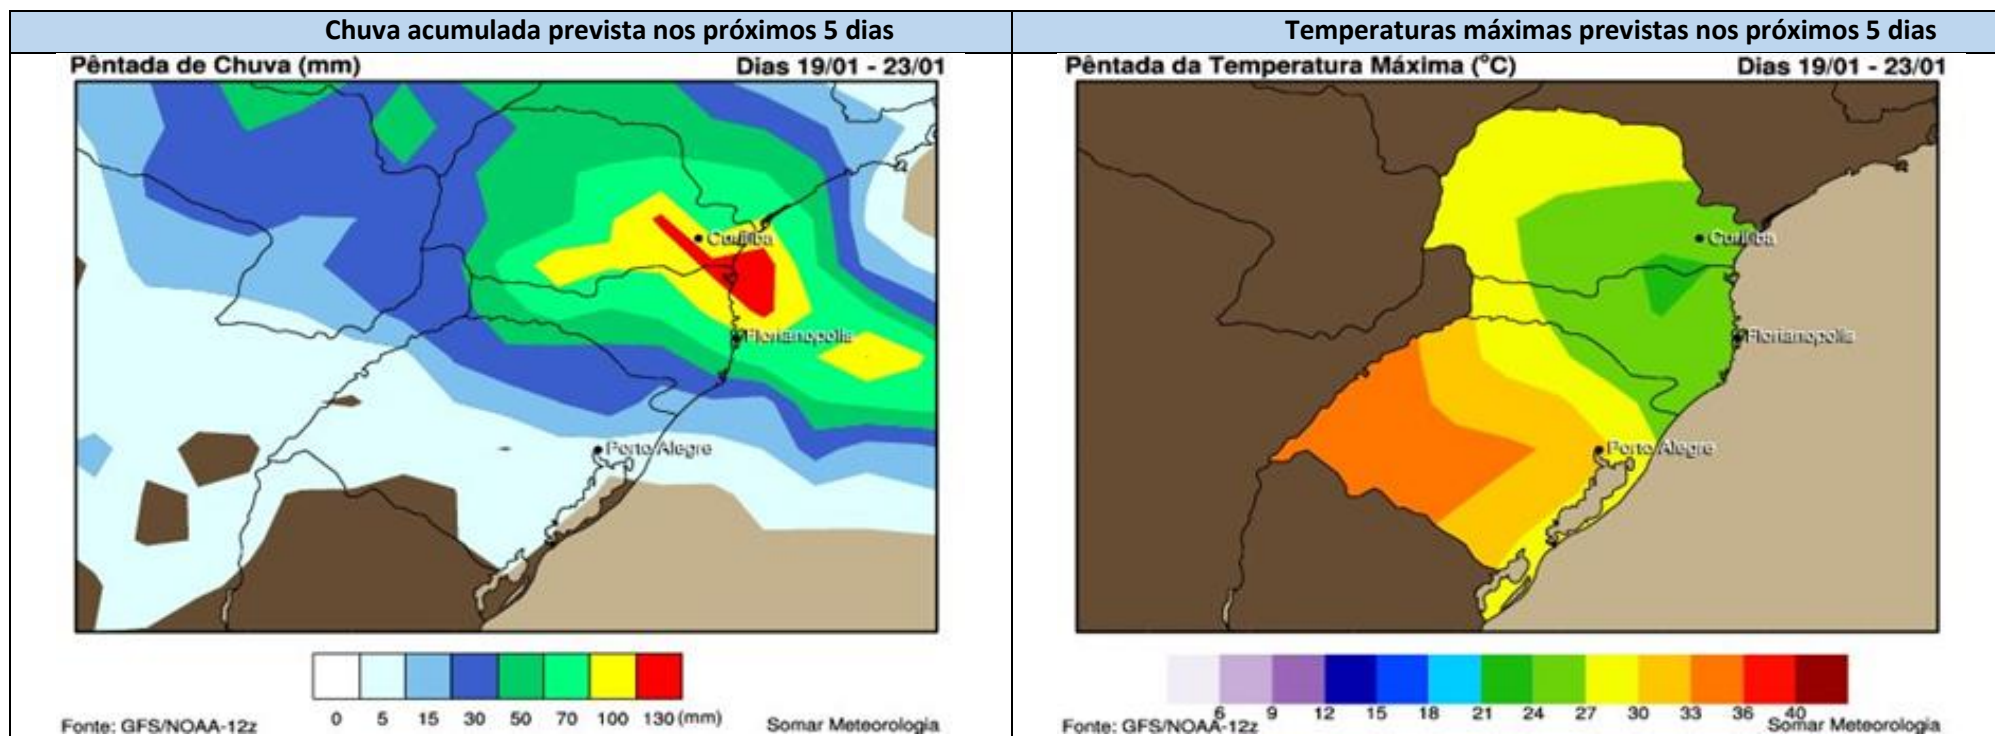 Chuva acumulada prevista nos próximos 5 dias
Pêntada de Chuva (mm) Dias 19/01 - 23/01
Curitiba
Florianopolis
Porto Alegre
0 5 15 30 50 70 100 130 (mm)
Fonte: GFS/NOAA-12z Somar Meteorologia
Temperaturas máximas previstas nos próximos 5 dias
Pêntada da Temperatura Máxima (°C) Dias 19/01 - 23/01
Curitiba
Florianopolis
Porto Alegre
6 9 12 15 18 21 24 27 30 33 36 40
Fonte: GFS/NOAA-12z Somar Meteorologia